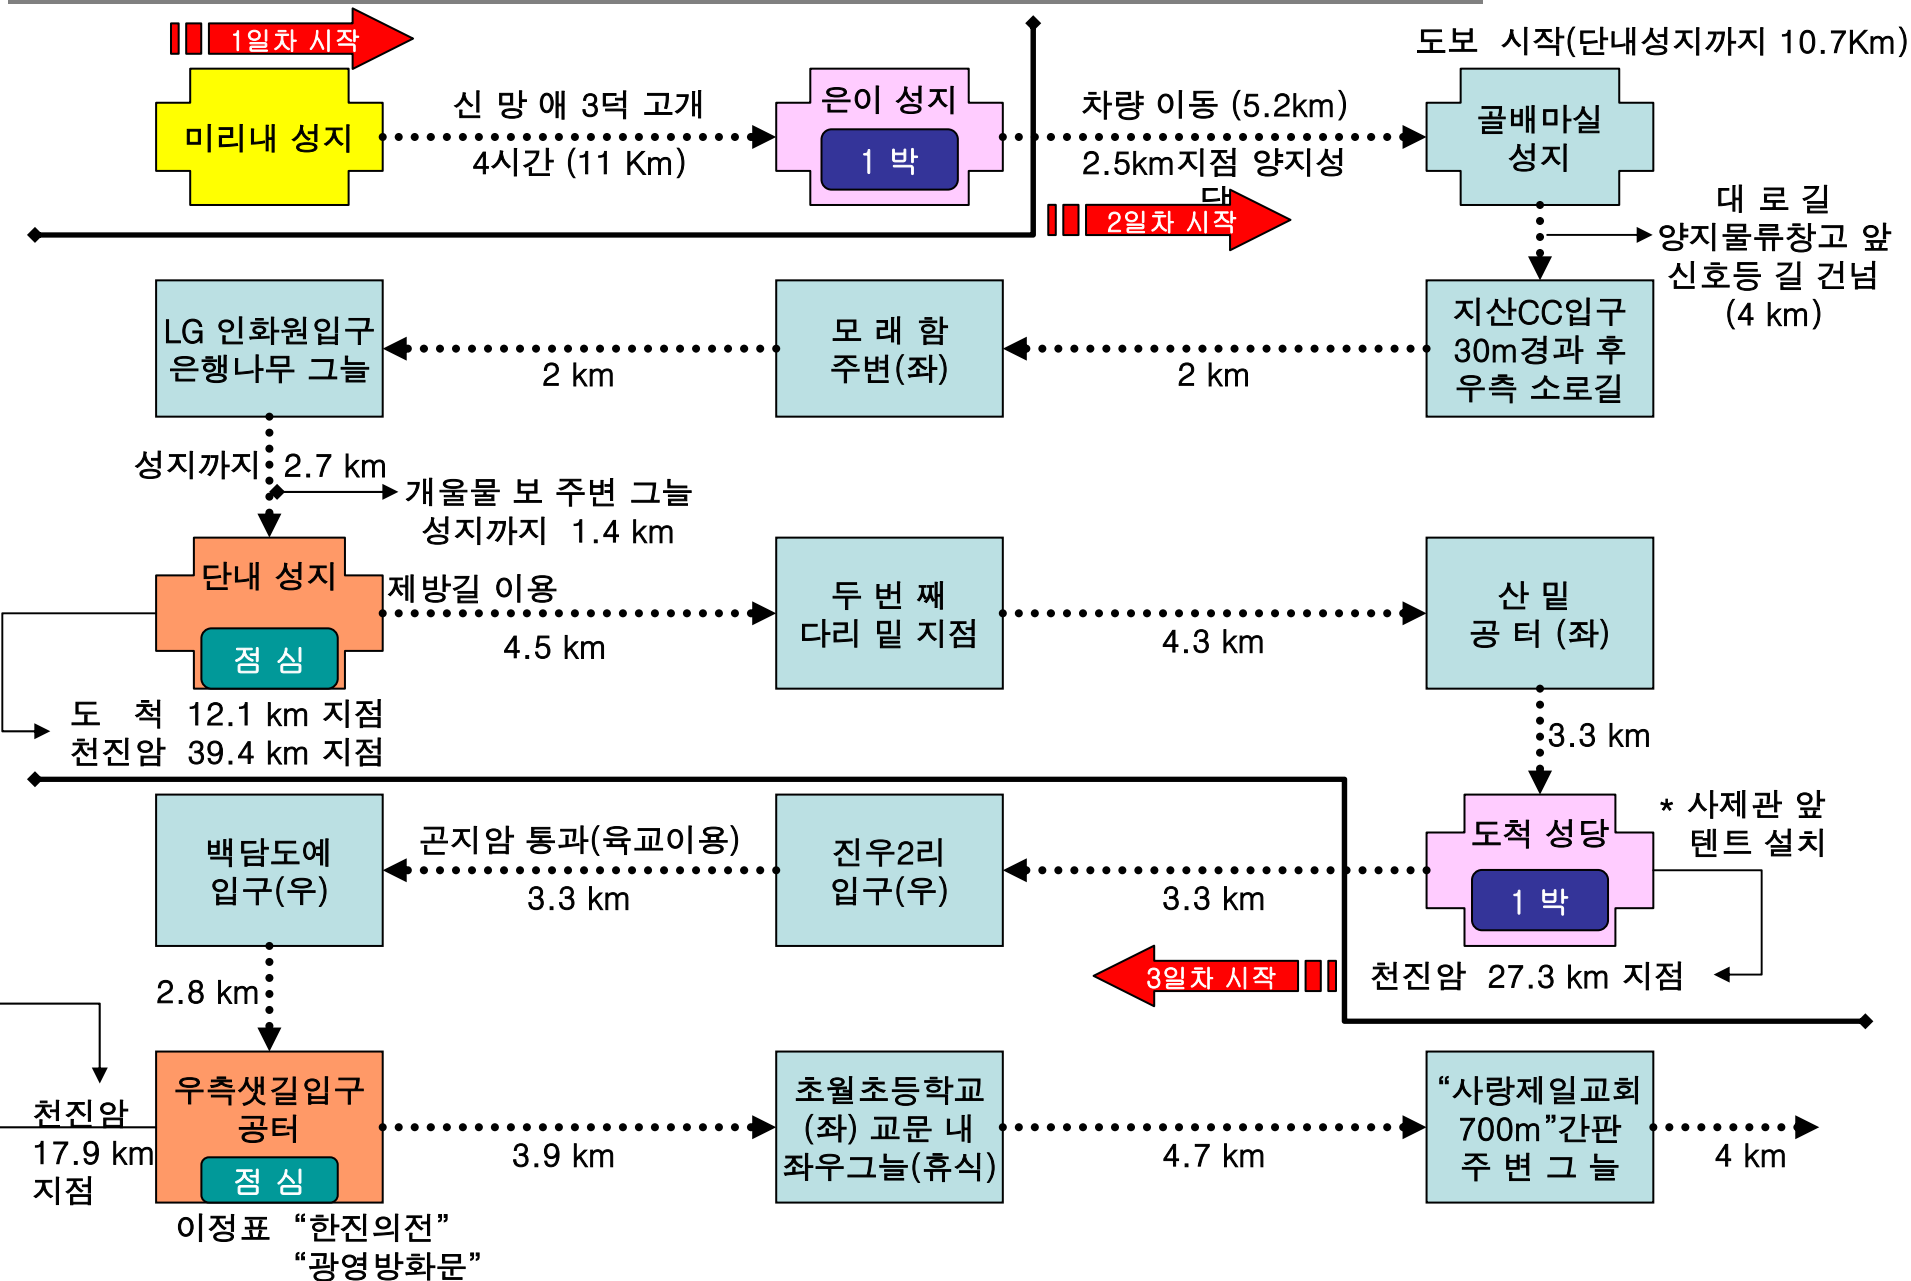 1일차 시작
도보 시작(단내성지까지 10.7Km)
미리내 성지
신 망 애 3덕 고개
4시간 (11 Km)
은이 성지
1 박
차량 이동 (5.2km)
2.5km지점 양지성
당
골배마실
성지
2일차 시작
대 로 길
양지물류창고 앞
신호등 길 건넘
(4 km)
LG 인화원입구
은행나무 그늘
2 km
모 래 함
주변(좌)
2 km
지산CC입구
30m경과 후
우측 소로길
성지까지 2.7 km
개울물 보 주변 그늘
성지까지 1.4 km
단내 성지
점 심
제방길 이용
4.5 km
두 번 째
다리 밑 지점
4.3 km
산 밑
공 터 (좌)
도 척 12.1 km 지점
천진암 39.4 km 지점
3.3 km
백담도예
입구(우)
곤지암 통과(육교이용)
3.3 km
진우2리
입구(우)
3.3 km
도척 성당
1 박
* 사제관 앞
텐트 설치
2.8 km
3일차 시작
천진암 27.3 km 지점
천진암
17.9 km
지점
우측샛길입구
공터
점 심
3.9 km
초월초등학교
(좌) 교문 내
좌우그늘(휴식)
4.7 km
“사랑제일교회
700m”간판
주 변 그 늘
4 km
이정표 “한진의전”
“광영방화문”